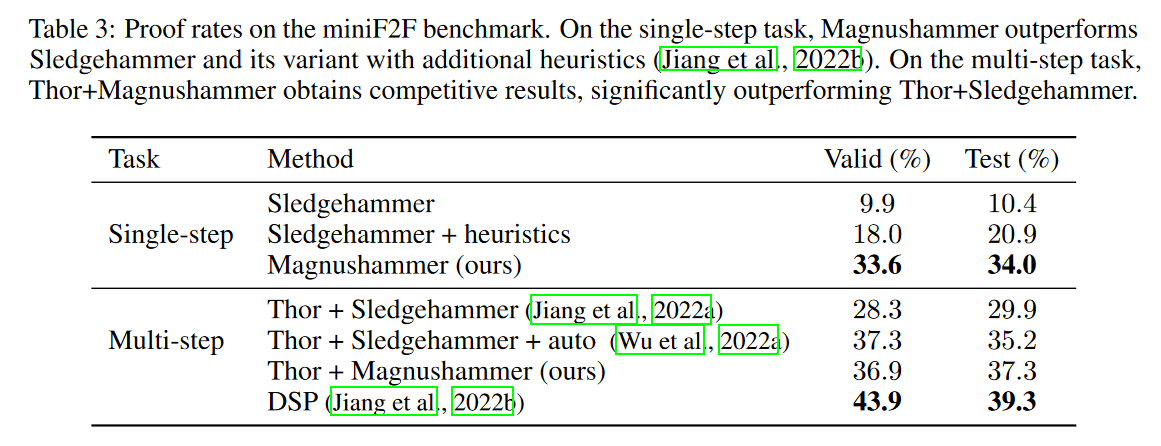 Table 3: Proof rates on the miniF2F benchmark. On the single-step task, Magnushammer outperforms
Sledgehammer and its variant with additional heuristics (Jiang et al., 2022b). On the multi-step task,
Thor+Magnushammer obtains competitive results, significantly outperforming Thor+Sledgehammer.
Task Method Valid (%) Test (%)
Sledgehammer 9.9 10.4
Single-step Sledgehammer + heuristics 18.0 20.9
Magnushammer (ours) 33.6 34.0
Thor + Sledgehammer (Jiang et al., 2022a) 28.3 29.9
Multi-step Thor + Sledgehammer + auto (Wu et al., 2022a) 37.3 35.2
Thor + Magnushammer (ours) 36.9 37.3
DSP (Jiang et al., 2022b) 43.9 39.3